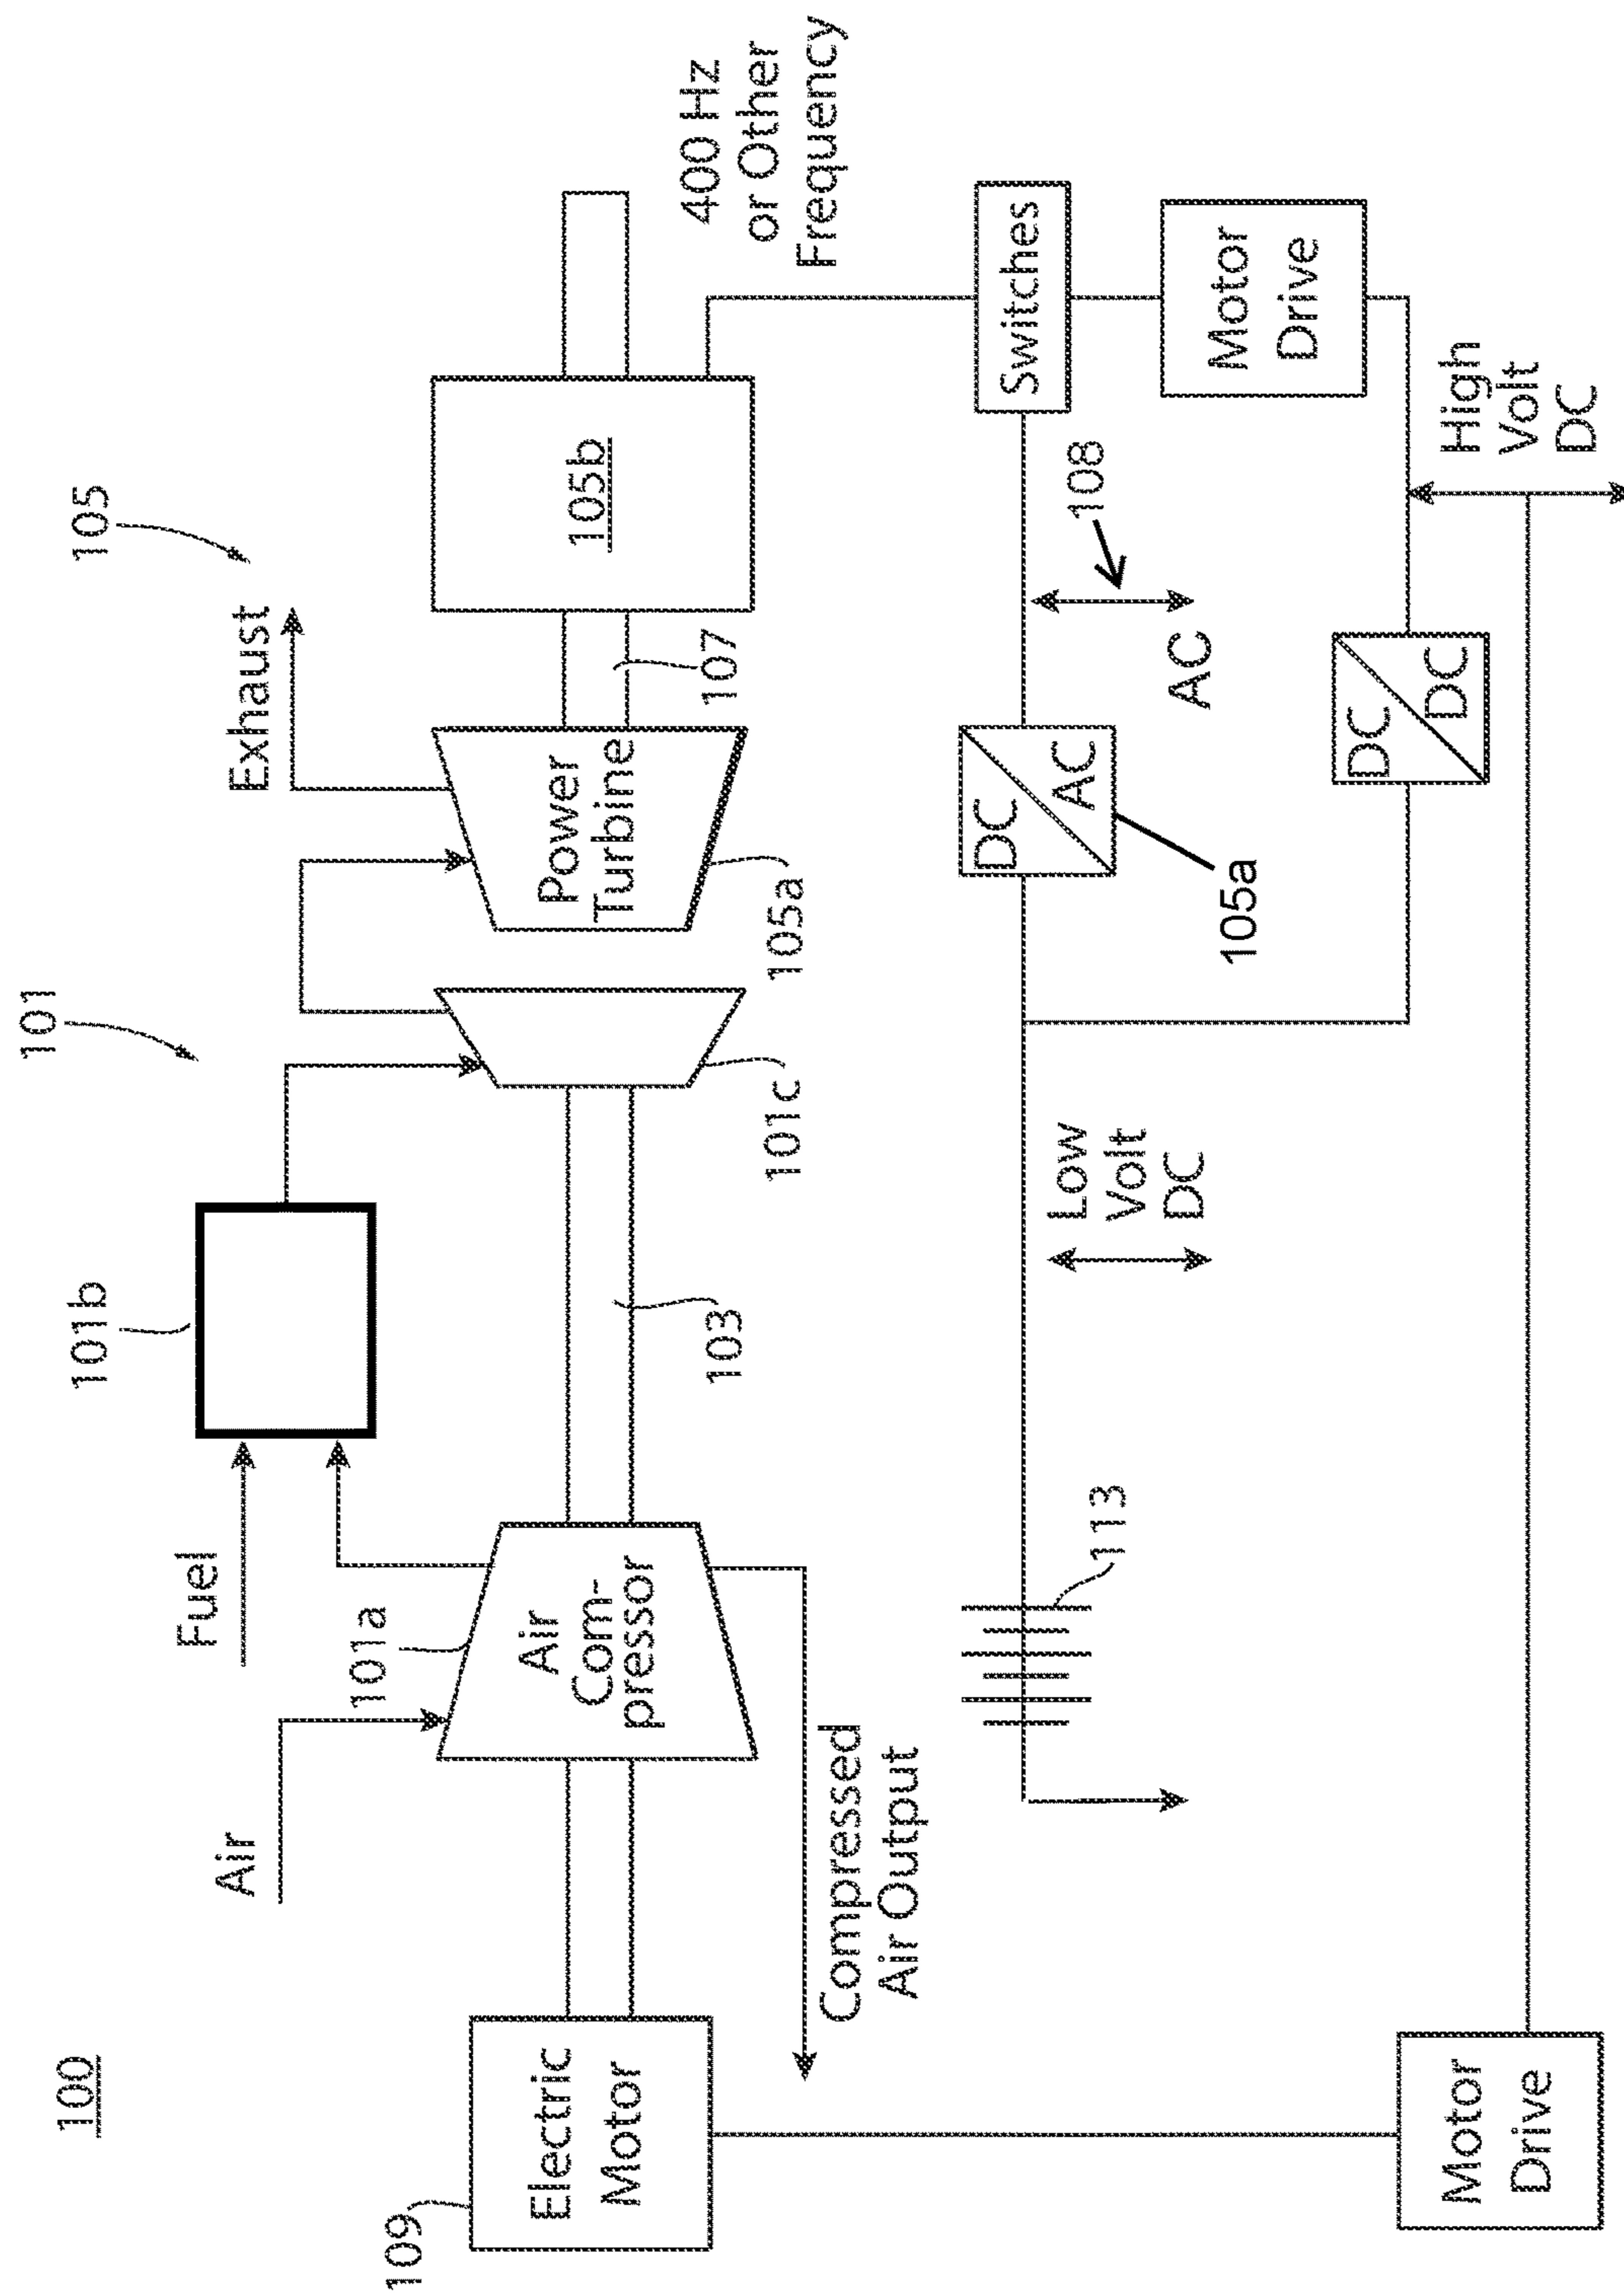 100
101
105
Air
Fuel
101b
Exhaust
109
Electric
Motor
101a
Air
Com-
pressor
103
101c
Power
Turbine
105a
107
105b
400 Hz
or Other
Frequency
Compressed
Air Output
113
Low
Volt
DC
DC
AC
105a
108
AC
Switches
Motor
Drive
DC
DC
High
Volt
DC
Motor
Drive